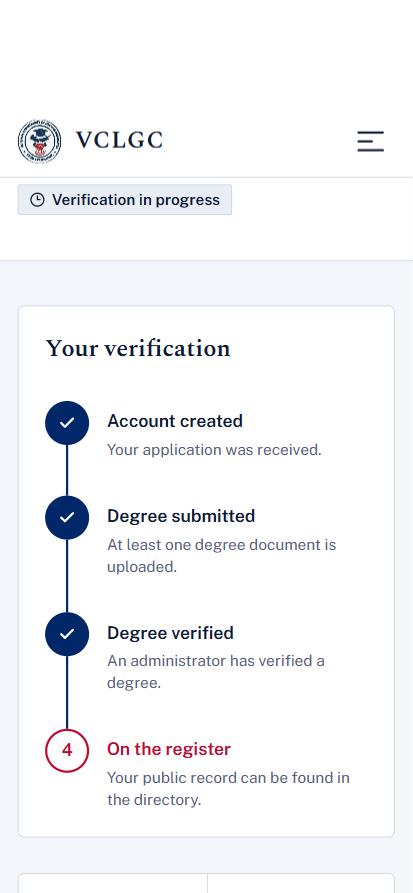 VCLGC
Verification in progress
Your verification
Account created
Your application was received.
Degree submitted
At least one degree document is
uploaded.
Degree verified
An administrator has verified a
degree.
4
On the register
Your public record can be found in
the directory.